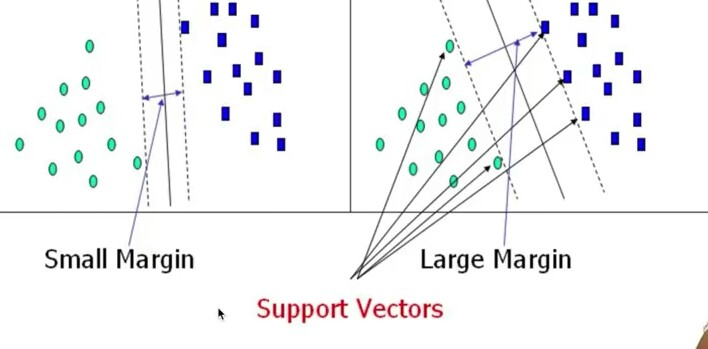 Small Margin
Large Margin
Support Vectors